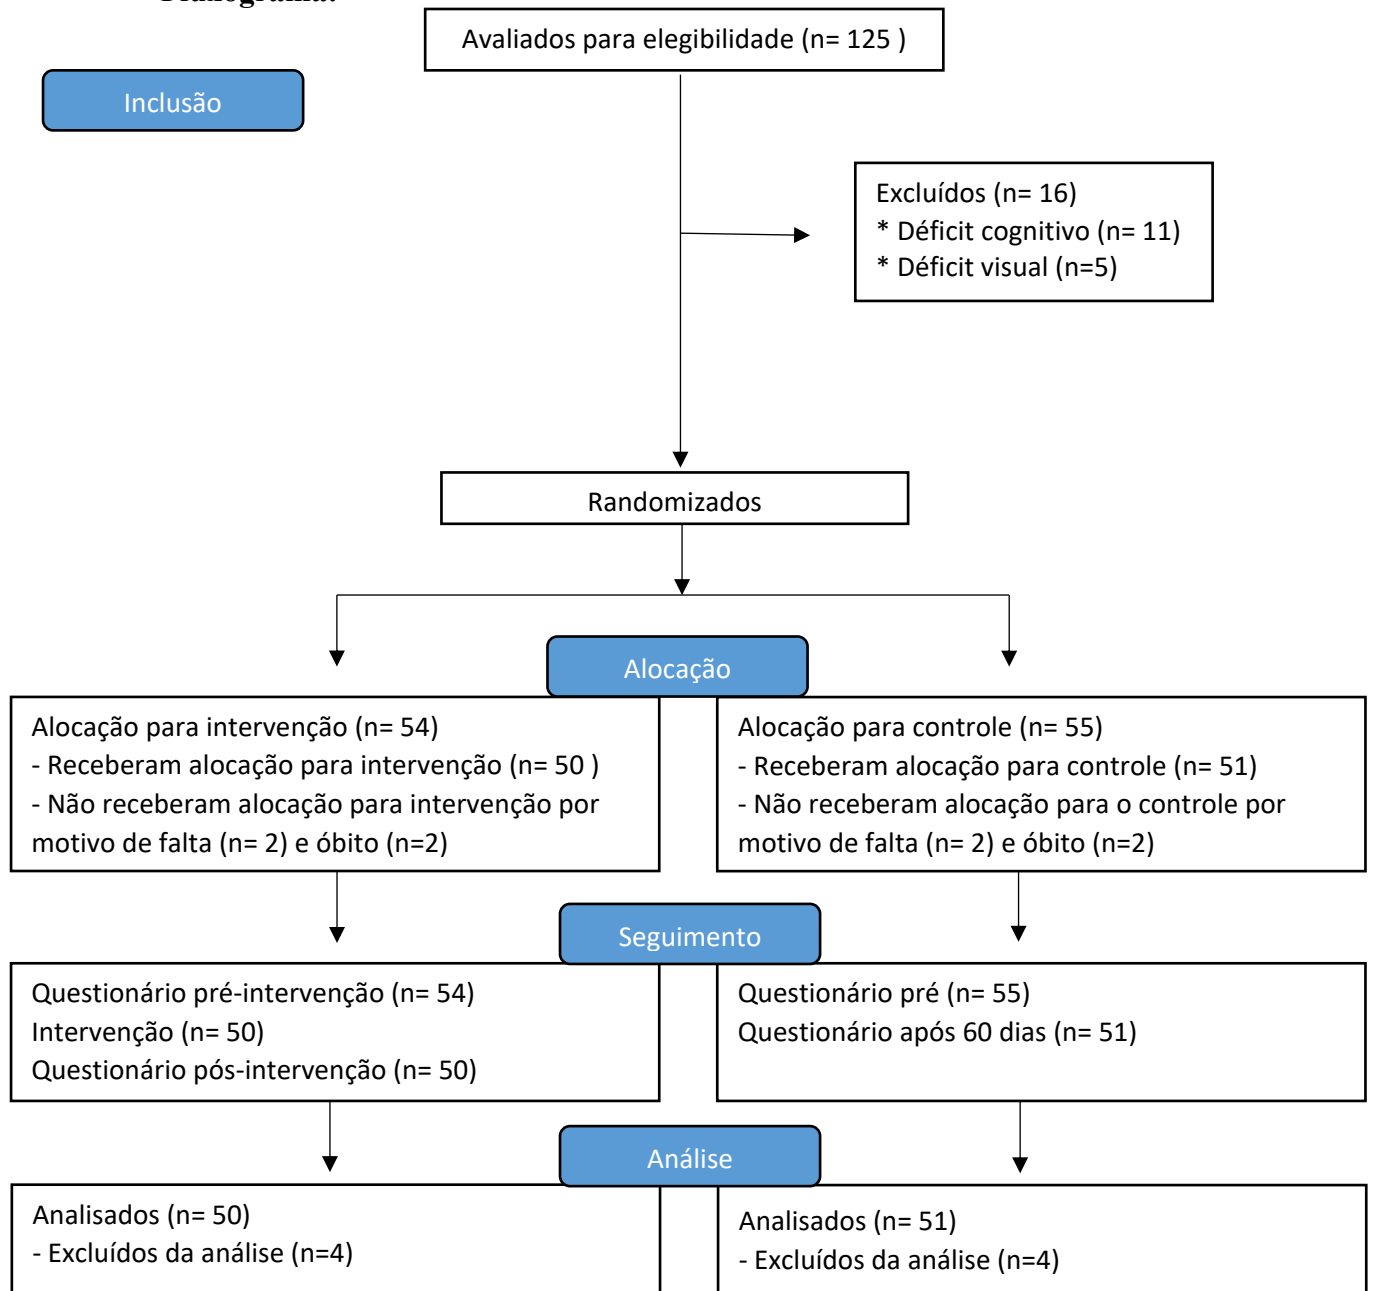 Avaliados para elegibilidade (n= 125 )
Inclusão
Excluídos (n= 16)
* Déficit cognitivo (n= 11)
* Déficit visual (n=5)
Randomizados
Alocação
Alocação para intervenção (n= 54)
- Receberam alocação para intervenção (n= 50 )
- Não receberam alocação para intervenção por
motivo de falta (n= 2) e óbito (n=2)
Alocação para controle (n= 55)
- Receberam alocação para controle (n= 51)
- Não receberam alocação para o controle por
motivo de falta (n= 2) e óbito (n=2)
Seguimento
Questionário pré-intervenção (n= 54)
Intervenção (n= 50)
Questionário pós-intervenção (n= 50)
Questionário pré (n= 55)
Questionário após 60 dias (n= 51)
Análise
Analisados (n= 50)
- Excluídos da análise (n=4)
Analisados (n= 51)
- Excluídos da análise (n=4)